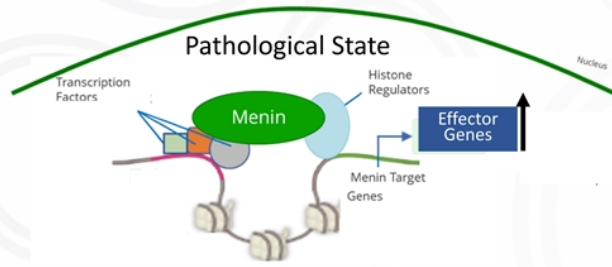 Pathological State
Nucleus
Transcription
Factors
Histone
Regulators
Menin
Effector
Genes
Menin Target
Genes